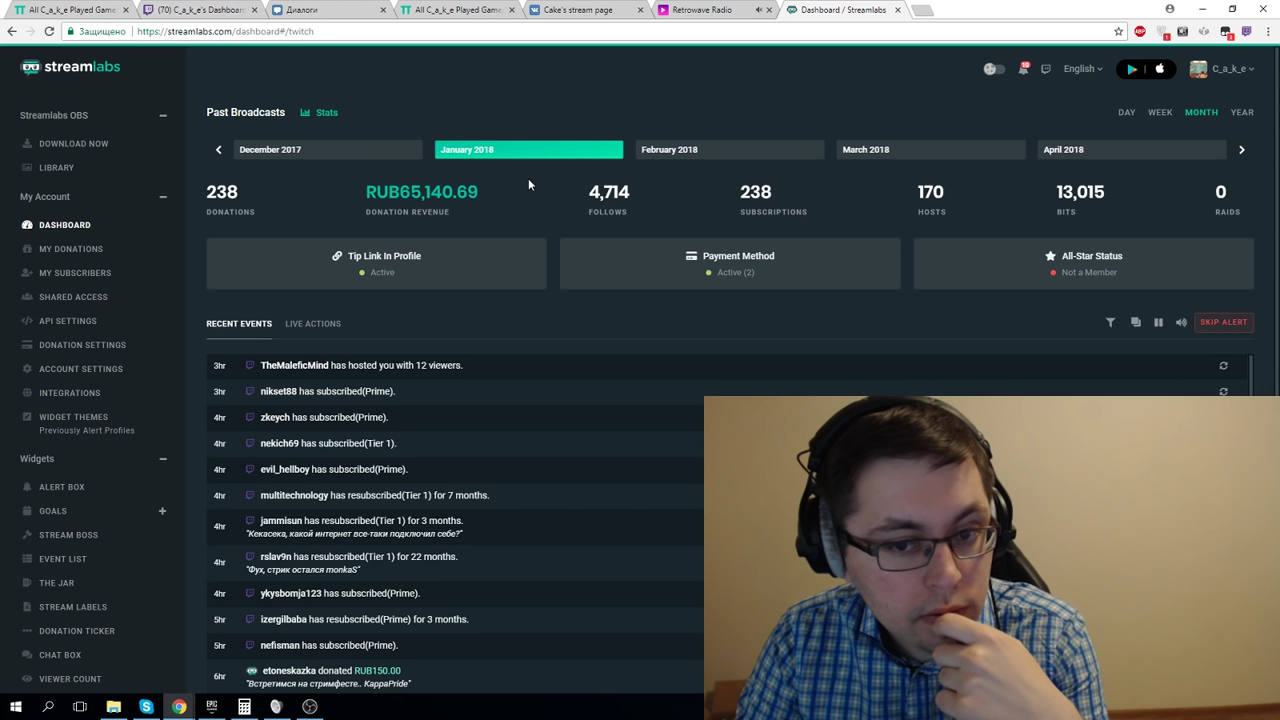 All C_a_k_e Played Game
(70) C_a_k_e's Dashboard
Диалоги
All C_a_k_e Played Game
Cake's stream page
Retrowave Radio
Dashboard / Streamlabs
Защищено
https://streamlabs.com/dashboard#/twitch
streamlabs
English
C_a_k_e
Streamlabs OBS
DOWNLOAD NOW
LIBRARY
My Account
DASHBOARD
MY DONATIONS
MY SUBSCRIBERS
SHARED ACCESS
API SETTINGS
DONATION SETTINGS
ACCOUNT SETTINGS
INTEGRATIONS
WIDGET THEMES
Previously Alert Profiles
Widgets
ALERT BOX
GOALS
STREAM BOSS
EVENT LIST
THE JAR
STREAM LABELS
DONATION TICKER
CHAT BOX
VIEWER COUNT
Past Broadcasts Stats
DAY WEEK MONTH YEAR
December 2017 January 2018 February 2018 March 2018 April 2018
238 RUB65,140.69 4,714 238 170 13,015 0
DONATIONS DONATION REVENUE FOLLOWS SUBSCRIPTIONS HOSTS BITS RAIDS
Tip Link In Profile
Active
Payment Method
Active (2)
All-Star Status
Not a Member
RECENT EVENTS LIVE ACTIONS
SKIP ALERT
3hr TheMaleficMind has hosted you with 12 viewers.
3hr nikset88 has subscribed(Prime).
4hr zkeych has subscribed(Prime).
4hr nekich69 has subscribed(Tier 1).
4hr evil_hellboy has subscribed(Prime).
4hr multitechnology has resubscribed(Tier 1) for 7 months.
4hr jammisun has resubscribed(Tier 1) for 3 months.
"Кекасека, какой интернет все-таки подключил себе?"
4hr rslav9n has resubscribed(Tier 1) for 22 months.
"Фух, стрик остался monkaS"
4hr ykysbomja123 has subscribed(Prime).
5hr izergilbaba has resubscribed(Prime) for 3 months.
5hr nefisman has subscribed(Prime).
6hr etoneskazka donated RUB150.00
"Встретимся на стримфесте.. KappaPride"